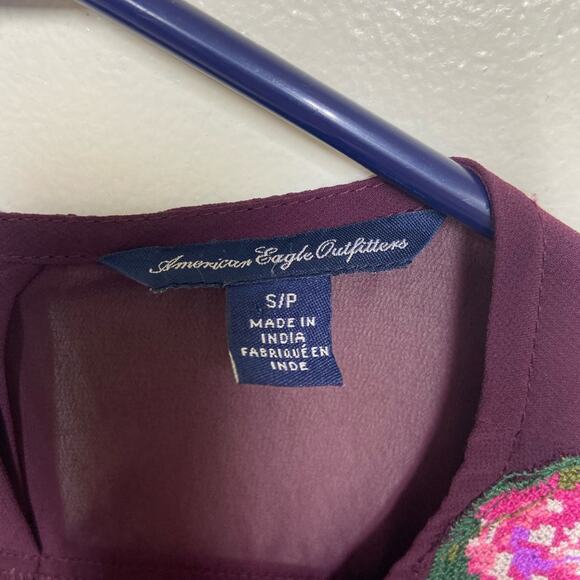 American Eagle Outfitters
S/P
MADE IN
INDIA
FABRIQUÉ EN
INDE